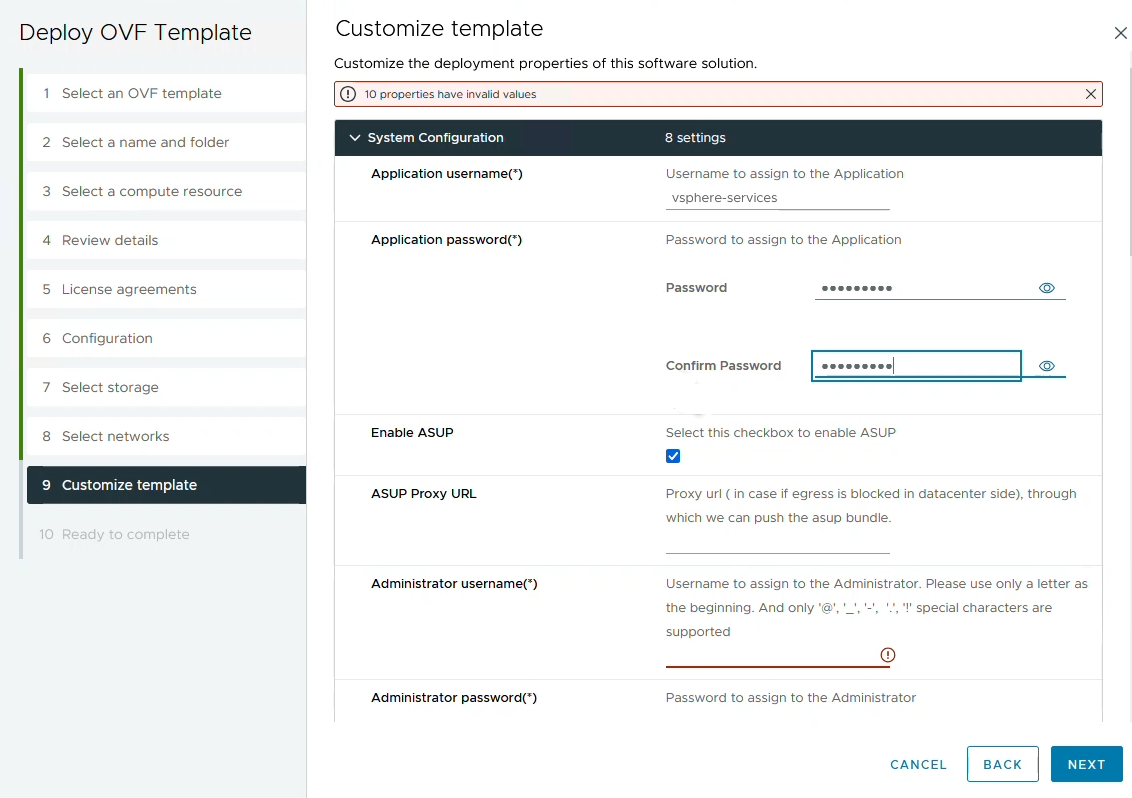 Deploy OVF Template
1 Select an OVF template
2 Select a name and folder
3 Select a compute resource
4 Review details
5 License agreements
6 Configuration
7 Select storage
8 Select networks
9 Customize template
10 Ready to complete
Customize template
Customize the deployment properties of this software solution.
10 properties have invalid values
System Configuration 8 settings
Application username(*) Username to assign to the Application
vsphere-services
Application password(*) Password to assign to the Application
Password •••••••••
Confirm Password •••••••••
Enable ASUP Select this checkbox to enable ASUP
ASUP Proxy URL Proxy url ( in case if egress is blocked in datacenter side), through
which we can push the asup bundle.
Administrator username(*) Username to assign to the Administrator. Please use only a letter as
the beginning. And only '@', '_', '-', '.', '!' special characters are
supported
Administrator password(*) Password to assign to the Administrator
CANCEL BACK NEXT